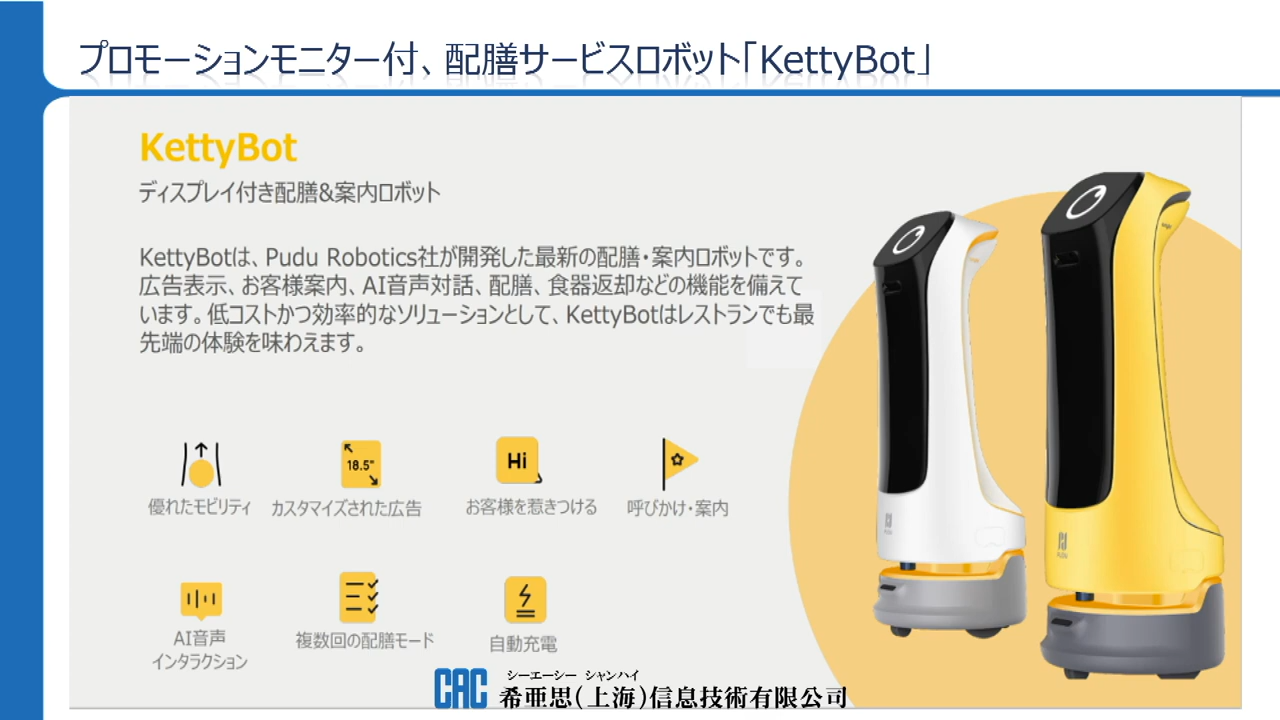 プロモーションモニター付、配膳サービスロボット「KettyBot」
KettyBot
ディスプレイ付き配膳&案内ロボット
KettyBotは、Pudu Robotics社が開発した最新の配膳・案内ロボットです。
広告表示、お客様案内、AI音声対話、配膳、食器返却などの機能を備えて
います。低コストかつ効率的なソリューションとして、KettyBotはレストランでも最
先端の体験を味わえます。
18.5"
Hi
優れたモビリティ
カスタマイズされた広告
お客様を惹きつける
呼びかけ・案内
AI音声
インタラクション
複数回の配膳モード
自動充電
PUDU
PUDU
CAC
シーエーシー シャンハイ
希亜思(上海)信息技術有限公司